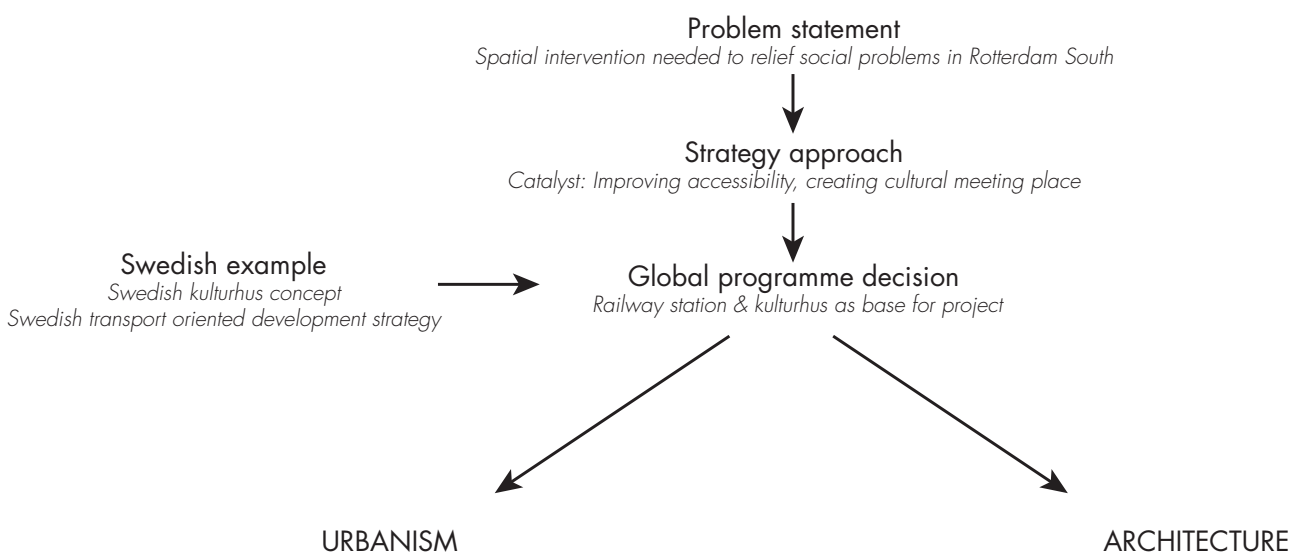 Problem statement
Spatial intervention needed to relief social problems in Rotterdam South
Strategy approach
Catalyst: Improving accessibility, creating cultural meeting place
Swedish example
Swedish kulturhus concept
Swedish transport oriented development strategy
Global programme decision
Railway station & kulturhus as base for project
URBANISM
ARCHITECTURE